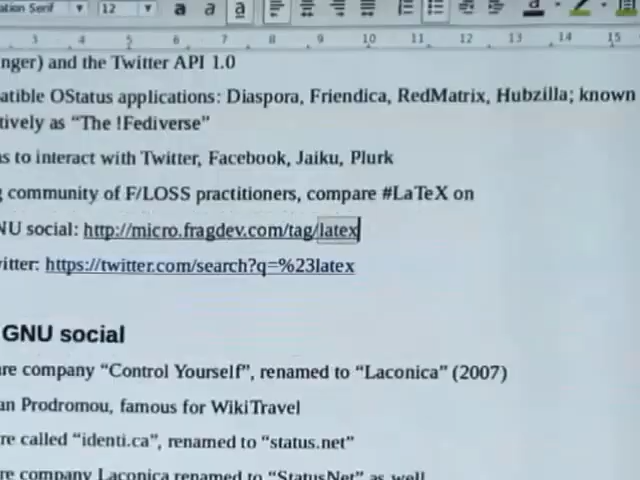 ation Serif 12 a a a
3 4 5 6 7 8 9 10 11 12 13 14 15
nger) and the Twitter API 1.0
atible OStatus applications: Diaspora, Friendica, RedMatrix, Hubzilla; known
tively as “The !Fediverse”
ns to interact with Twitter, Facebook, Jaiku, Plurk
g community of F/LOSS practitioners, compare #LaTeX on
NU social: http://micro.fragdev.com/tag/latex
witter: https://twitter.com/search?q=%23latex
GNU social
are company “Control Yourself”, renamed to “Laconica” (2007)
an Prodromou, famous for WikiTravel
re called “identi.ca”, renamed to “status.net”
re company Laconica renamed to “StatusNet” as well